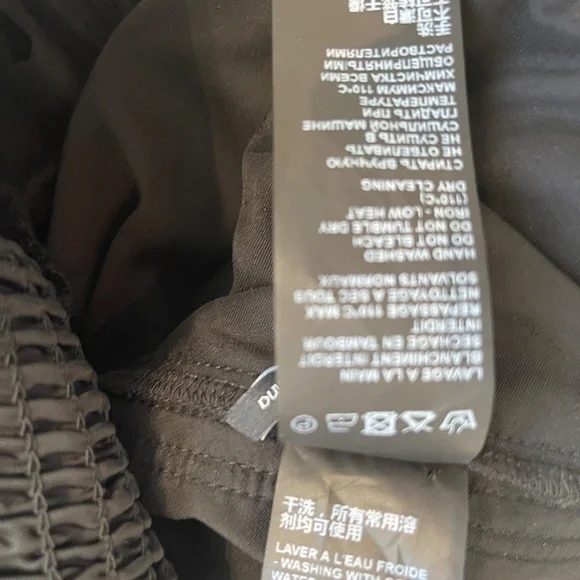 LAVAGE A LA MAIN
BLANCHIMENT INTERDIT
SECHAGE EN TAMBOUR
INTERDIT
REPASSAGE 110°C MAX
NETTOYAGE A SEC TOUS
SOLVANTS NORMAUX
HAND WASHED
DO NOT BLEACH
DO NOT TUMBLE DRY
IRON - LOW HEAT
(110°C)
DRY CLEANING
СТИРАТЬ ВРУЧНУЮ
НЕ ОТБЕЛИВАТЬ
НЕ СУШИТЬ В
СУШИЛЬНОЙ МАШИНЕ
ГЛАДИТЬ ПРИ
ТЕМПЕРАТУРЕ
МАКСИМУМ 110°C
ХИМЧИСТКА ВСЕМИ
ОБЩЕПРИНЯТЫМИ
РАСТВОРИТЕЛЯМИ
干洗，所有常用溶
剂均可使用
LAVER A L'EAU FROIDE
- WASHING WITH